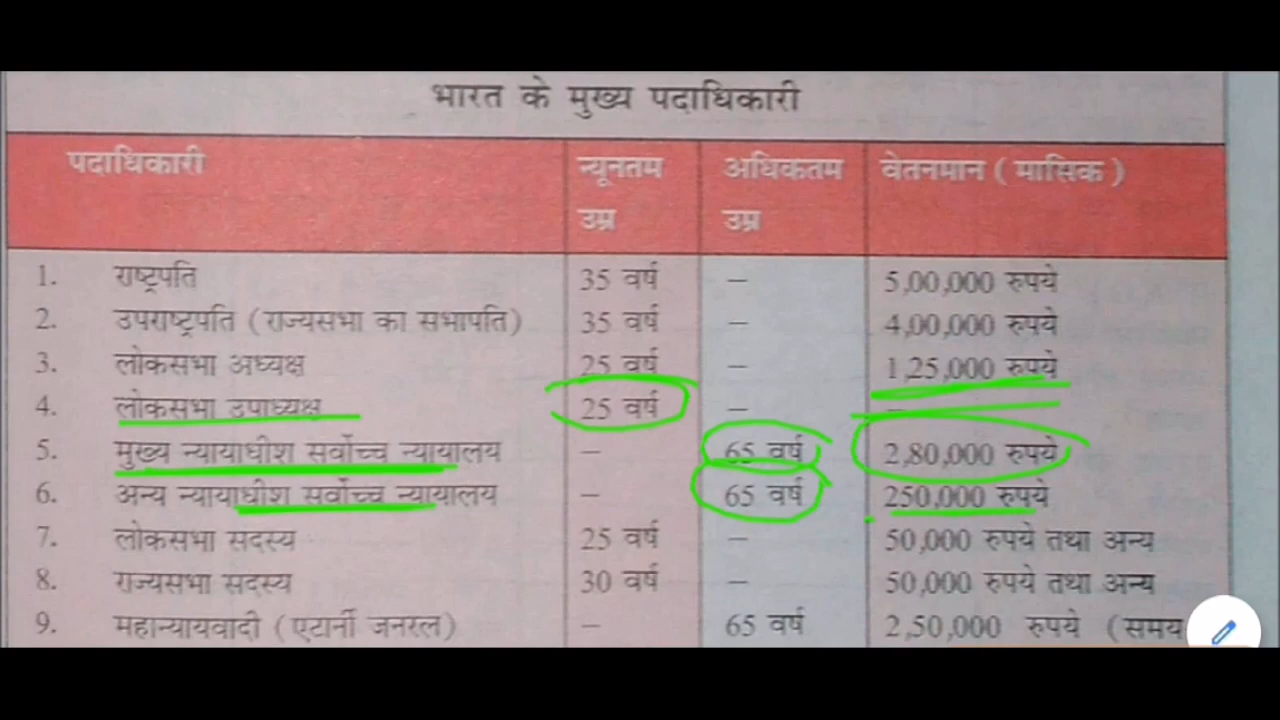 भारत के मुख्य पदाधिकारी
पदाधिकारी न्यूनतम उम्र अधिकतम उम्र वेतनमान ( मासिक )
1. राष्ट्रपति 35 वर्ष – 5,00,000 रुपये
2. उपराष्ट्रपति (राज्यसभा का सभापति) 35 वर्ष – 4,00,000 रुपये
3. लोकसभा अध्यक्ष 25 वर्ष – 1,25,000 रुपये
4. लोकसभा उपाध्यक्ष 25 वर्ष – –
5. मुख्य न्यायाधीश सर्वोच्च न्यायालय – 65 वर्ष 2,80,000 रुपये
6. अन्य न्यायाधीश सर्वोच्च न्यायालय – 65 वर्ष 250,000 रुपये
7. लोकसभा सदस्य 25 वर्ष – 50,000 रुपये तथा अन्य
8. राज्यसभा सदस्य 30 वर्ष – 50,000 रुपये तथा अन्य
9. महान्यायवादी (एटार्नी जनरल) – 65 वर्ष 2,50,000 रुपये (समय